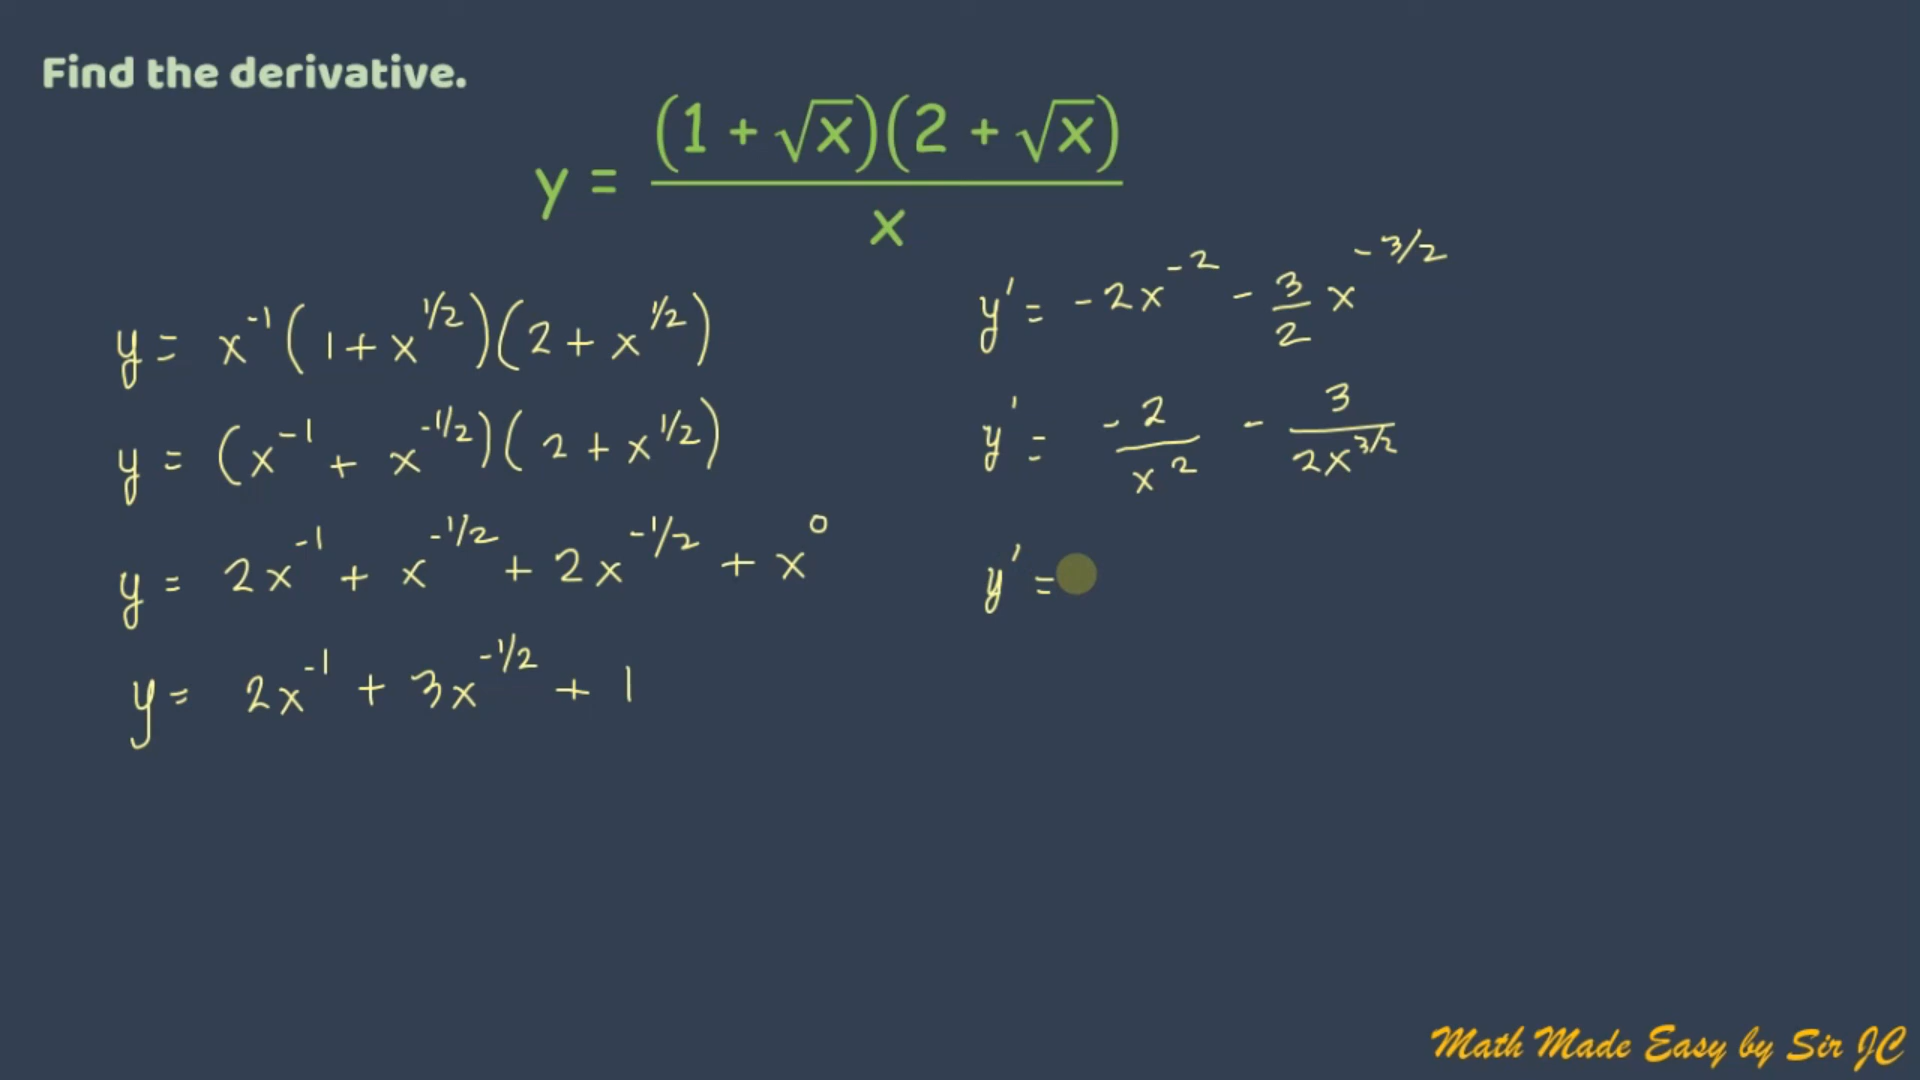 Find the derivative.
y = (1 + √x)(2 + √x) / x
y = x⁻¹(1 + x^1/2)(2 + x^1/2)
y = (x⁻¹ + x^-1/2)(2 + x^1/2)
y = 2x⁻¹ + x^-1/2 + 2x^-1/2 + x⁰
y = 2x⁻¹ + 3x^-1/2 + 1
y' = -2x⁻² - 3/2 x^-3/2
y' = -2/x² - 3/2x^3/2
y' =
Math Made Easy by Sir JC